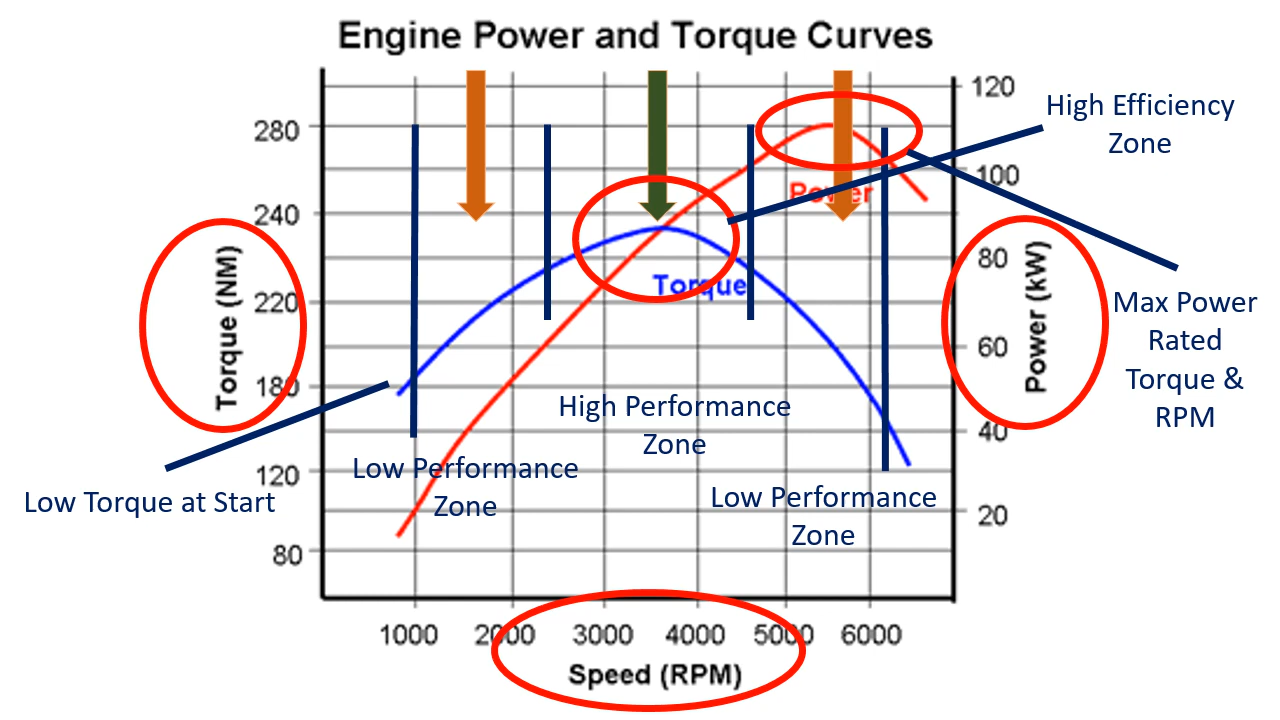 Engine Power and Torque Curves
120
280
High Efficiency
Zone
100
Power
240
80
Torque (NM)
Power (kW)
Torque
220
Max Power
Rated
Torque &
RPM
60
180
High Performance
Zone
40
120
Low Performance
Zone
Low Torque at Start
Low Performance
Zone
20
80
1000 2000 3000 4000 5000 6000
Speed (RPM)